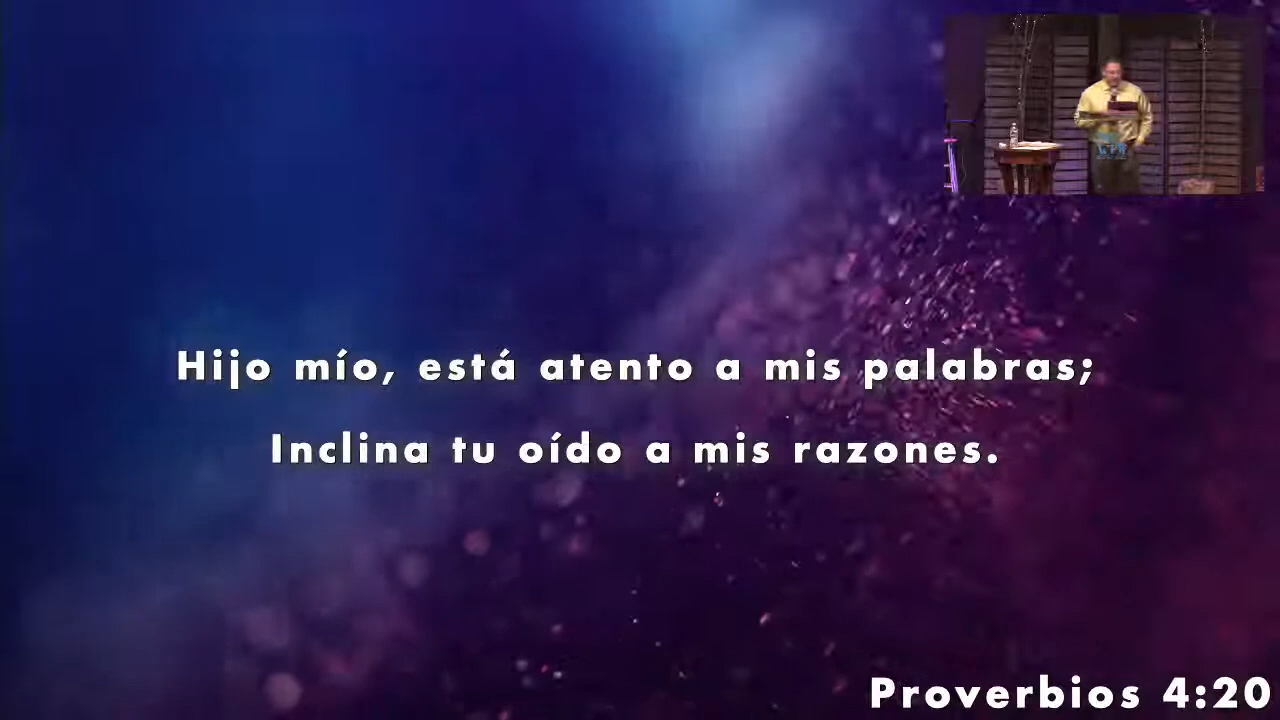 Hijo mío, está atento a mis palabras;
Inclina tu oído a mis razones.
Proverbios 4:20